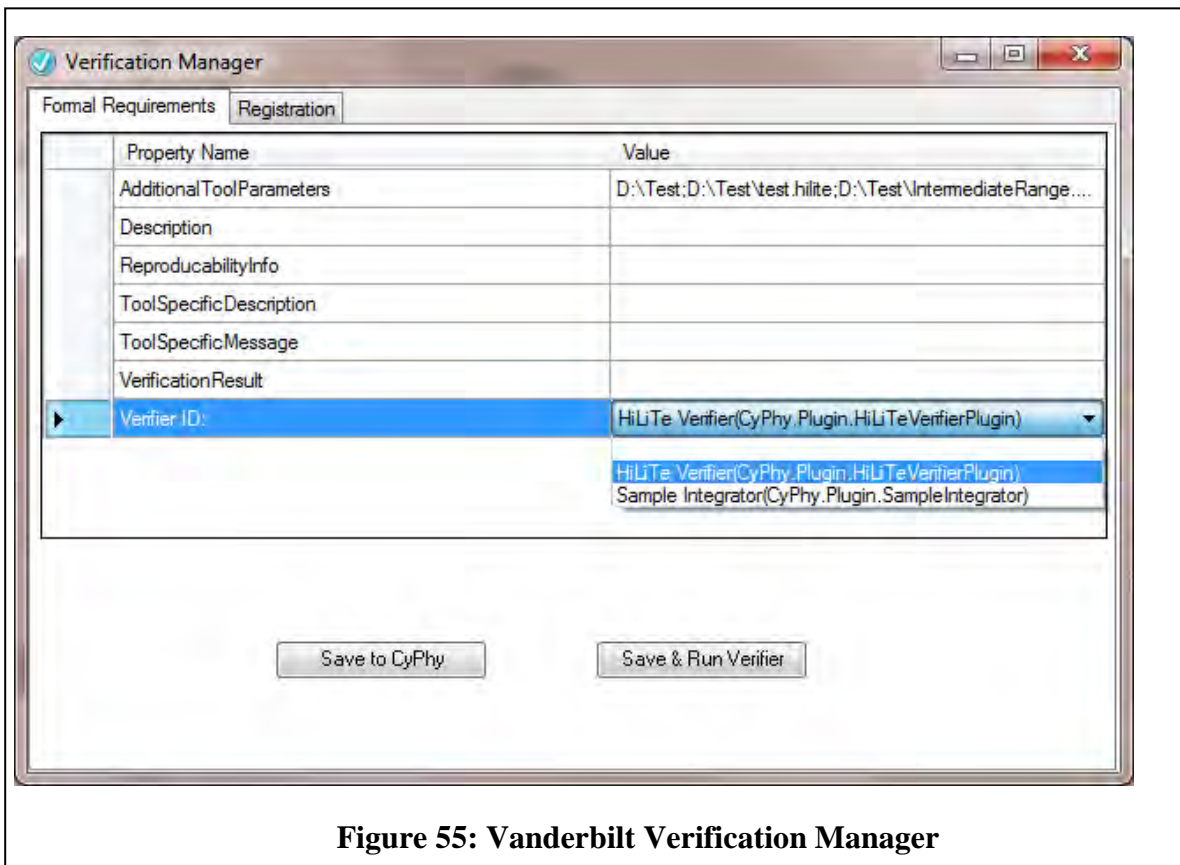 Verification Manager
Formal Requirements Registration
Property Name Value
AdditionalToolParameters D:\Test;D:\Test\test.hilite;D:\Test\IntermediateRange....
Description
ReproducabilityInfo
ToolSpecificDescription
ToolSpecificMessage
VerificationResult
Verifier ID: HiLiTe Verifier(CyPhy.Plugin.HiLiTeVerifierPlugin)
HiLiTe Verifier(CyPhy.Plugin.HiLiTeVerifierPlugin)
Sample Integrator(CyPhy.Plugin.SampleIntegrator)
Save to CyPhy Save & Run Verifier
Figure 55: Vanderbilt Verification Manager